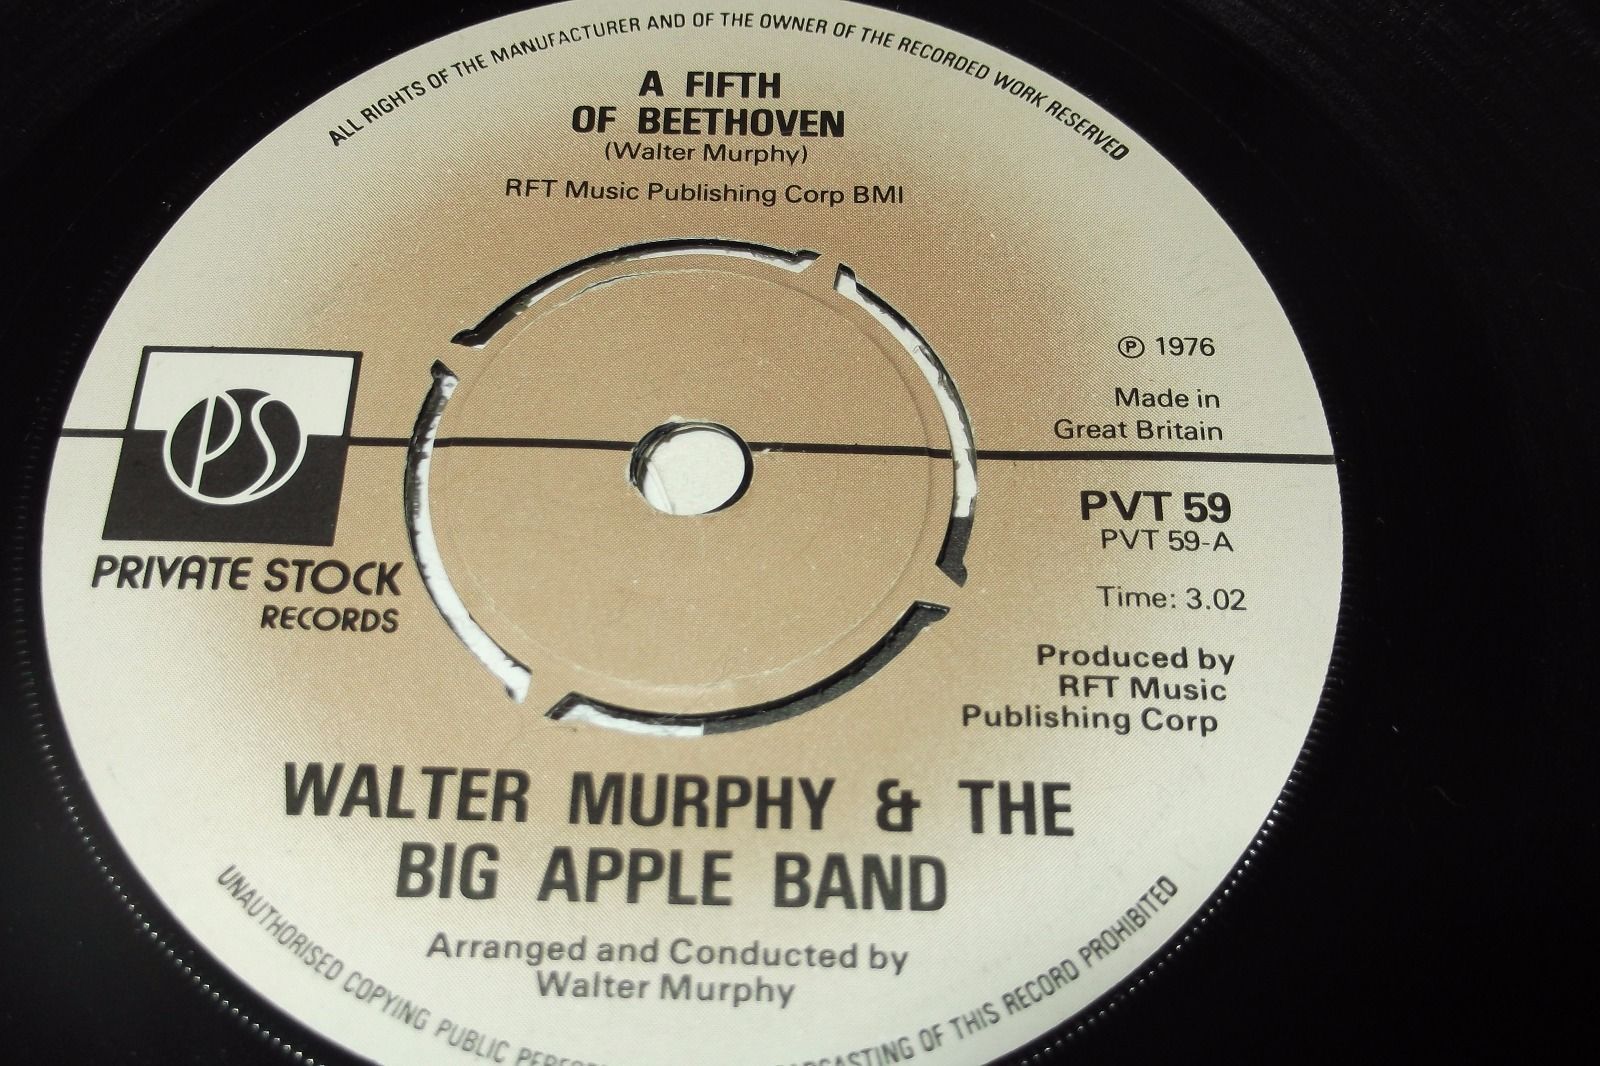 ALL RIGHTS OF THE MANUFACTURER AND OF THE OWNER OF THE RECORDED WORK RESERVED
A FIFTH
OF BEETHOVEN
(Walter Murphy)
RFT Music Publishing Corp BMI
℗ 1976
Made in
Great Britain
PS
PRIVATE STOCK
RECORDS
PVT 59
PVT 59-A
Time: 3.02
Produced by
RFT Music
Publishing Corp
WALTER MURPHY & THE
BIG APPLE BAND
Arranged and Conducted by
Walter Murphy
UNAUTHORISED COPYING PUBLIC OF THIS RECORD PROHIBITED